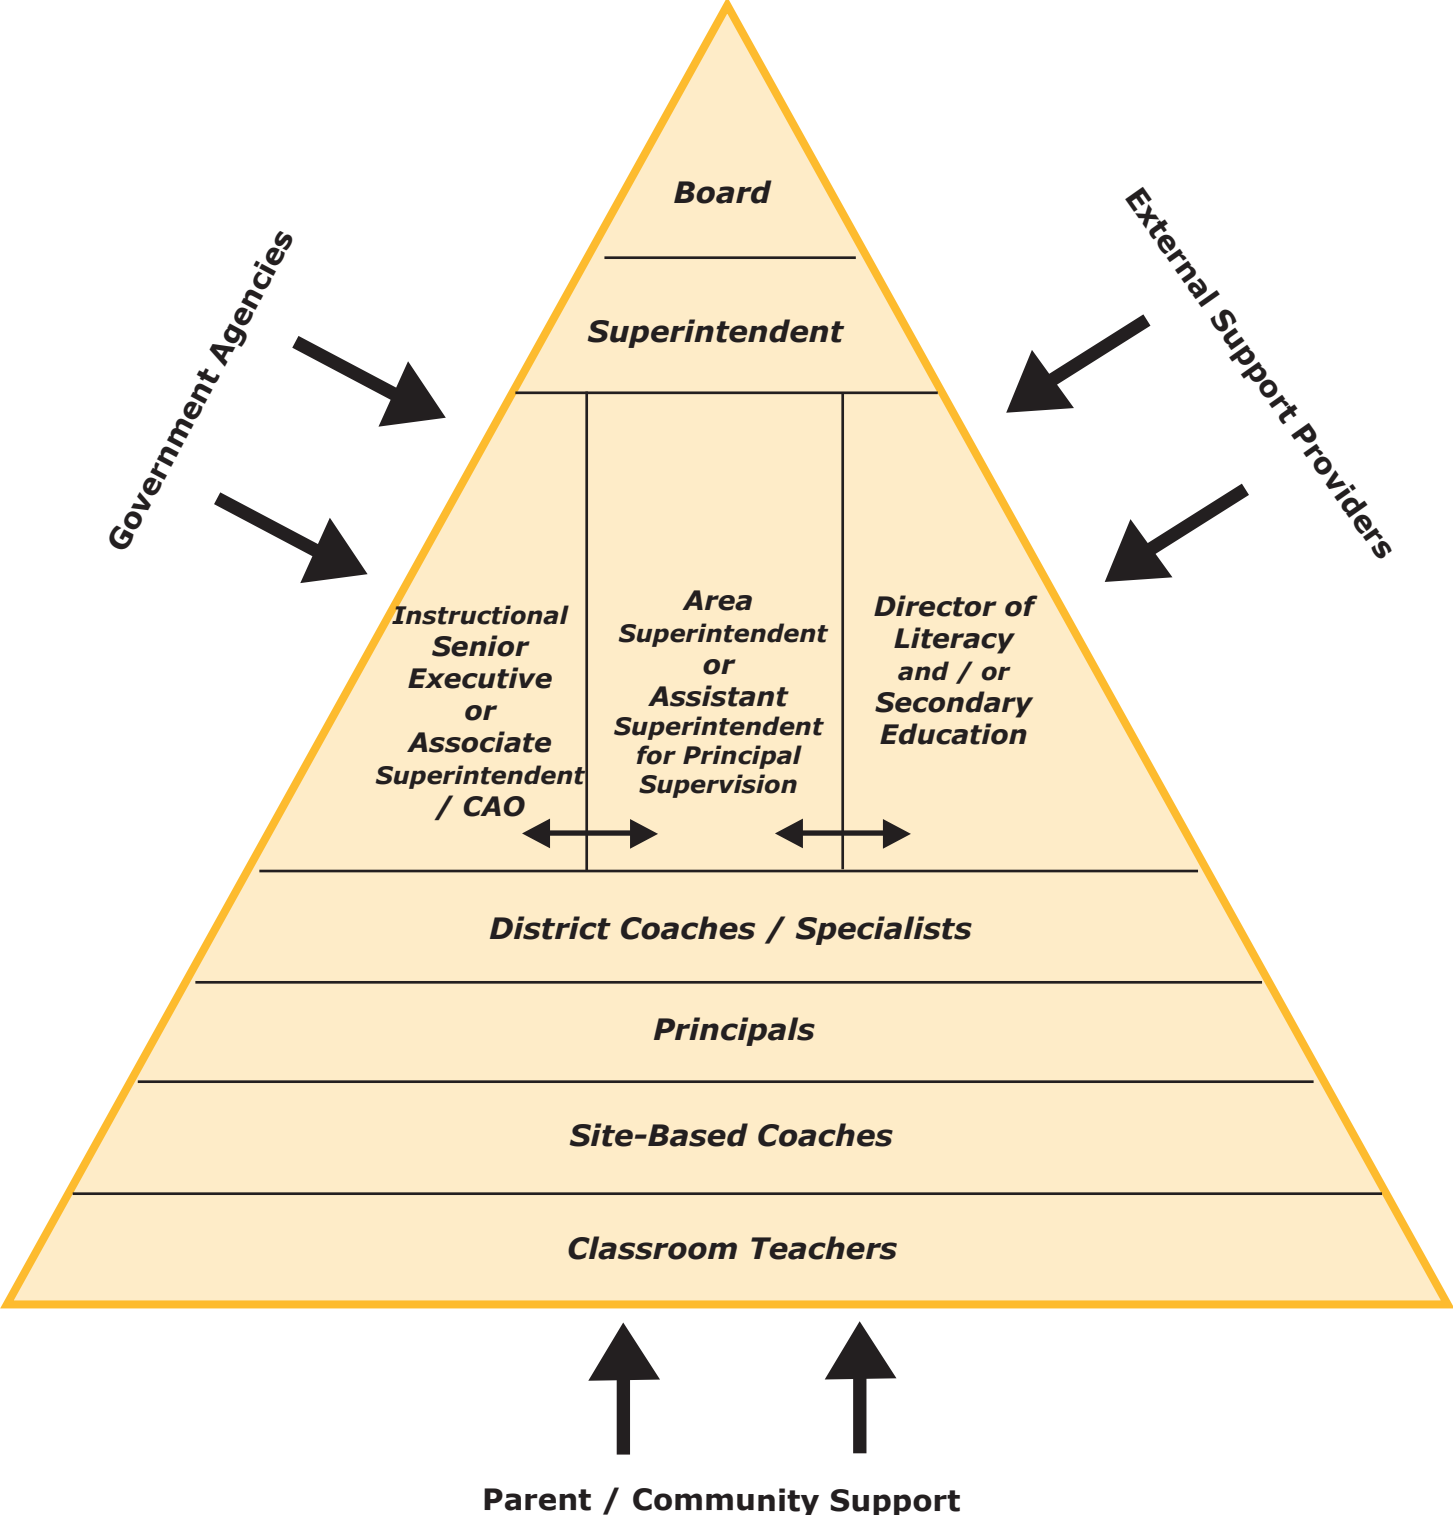 Board
Superintendent
Government Agencies
External Support Providers
Instructional
Senior
Executive
or
Associate
Superintendent
/ CAO
Area
Superintendent
or
Assistant
Superintendent
for Principal
Supervision
Director of
Literacy
and / or
Secondary
Education
District Coaches / Specialists
Principals
Site-Based Coaches
Classroom Teachers
Parent / Community Support